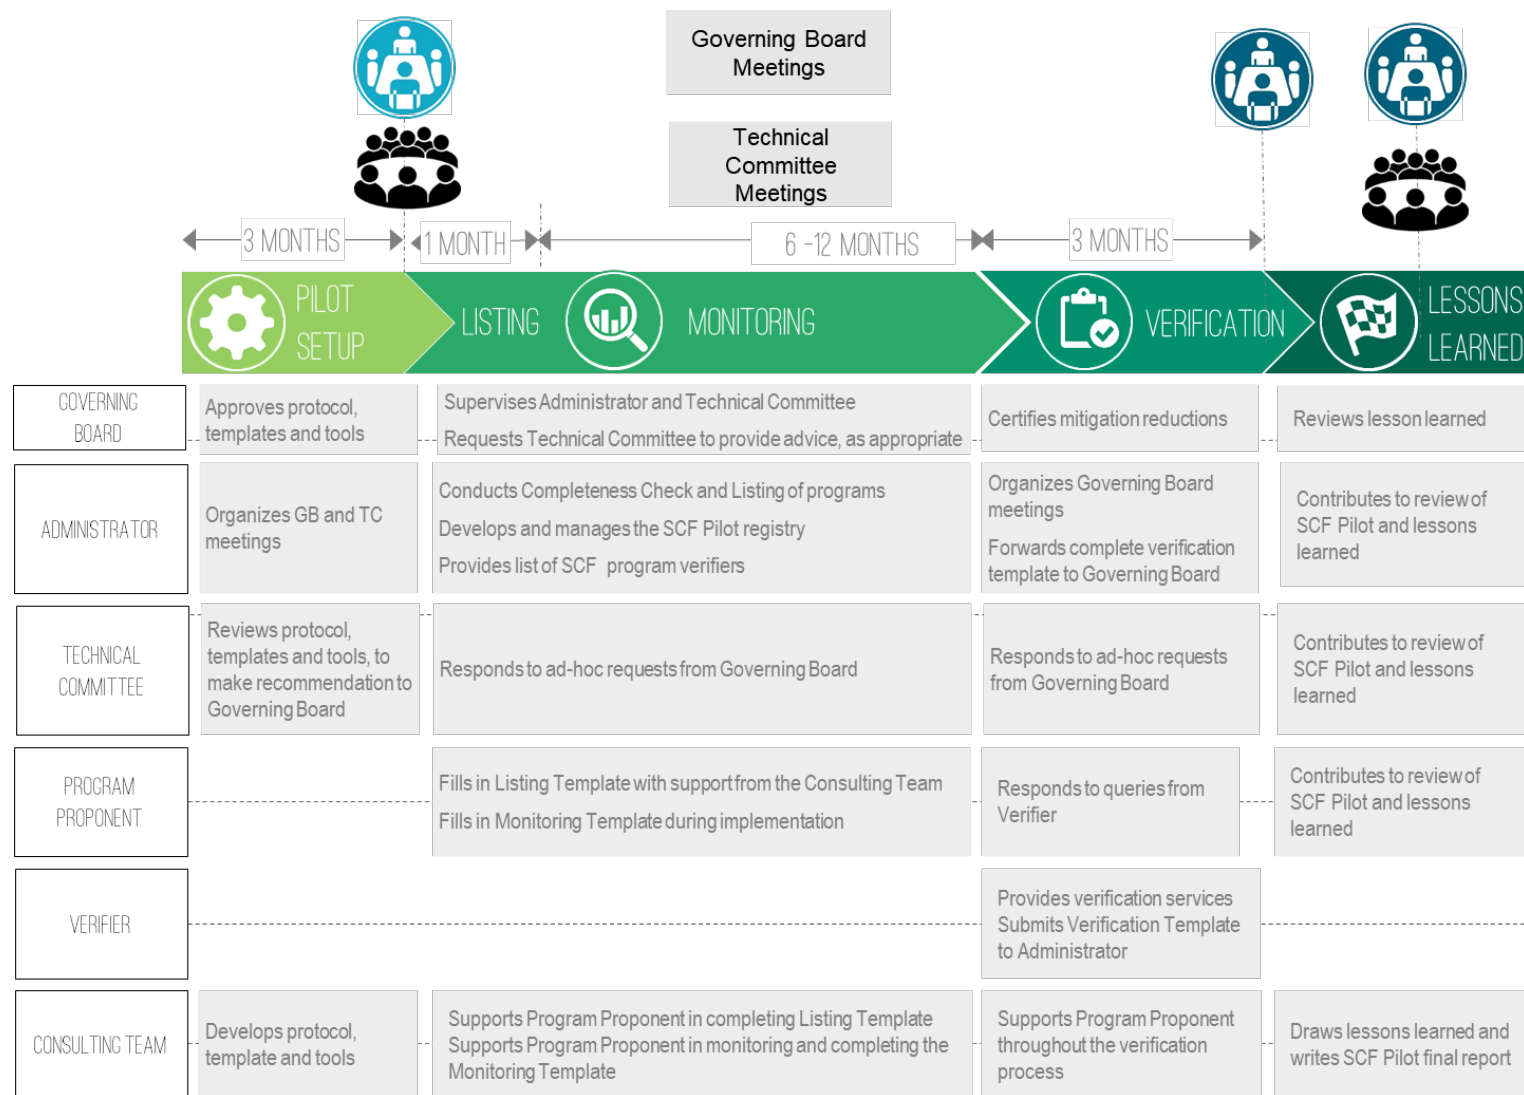 Governing Board
Meetings
Technical
Committee
Meetings
3 MONTHS
1 MONTH
6 -12 MONTHS
3 MONTHS
PILOT
SETUP
LISTING
MONITORING
VERIFICATION
LESSONS
LEARNED
GOVERNING
BOARD
Approves protocol,
templates and tools
Supervises Administrator and Technical Committee
Requests Technical Committee to provide advice, as appropriate
Certifies mitigation reductions
Reviews lesson learned
ADMINISTRATOR
Organizes GB and TC
meetings
Conducts Completeness Check and Listing of programs
Develops and manages the SCF Pilot registry
Provides list of SCF program verifiers
Organizes Governing Board
meetings
Forwards complete verification
template to Governing Board
Contributes to review of
SCF Pilot and lessons
learned
TECHNICAL
COMMITTEE
Reviews protocol,
templates and tools, to
make recommendation to
Governing Board
Responds to ad-hoc requests from Governing Board
Responds to ad-hoc requests
from Governing Board
Contributes to review of
SCF Pilot and lessons
learned
PROGRAM
PROPONENT
Fills in Listing Template with support from the Consulting Team
Fills in Monitoring Template during implementation
Responds to queries from
Verifier
Contributes to review of
SCF Pilot and lessons
learned
VERIFIER
Provides verification services
Submits Verification Template
to Administrator
CONSULTING TEAM
Develops protocol,
template and tools
Supports Program Proponent in completing Listing Template
Supports Program Proponent in monitoring and completing the
Monitoring Template
Supports Program Proponent
throughout the verification
process
Draws lessons learned and
writes SCF Pilot final report